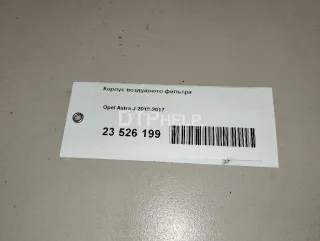 Корпус воздушного фильтра
Opel Astra J 2010-2017
DTPHELP
23 526 199